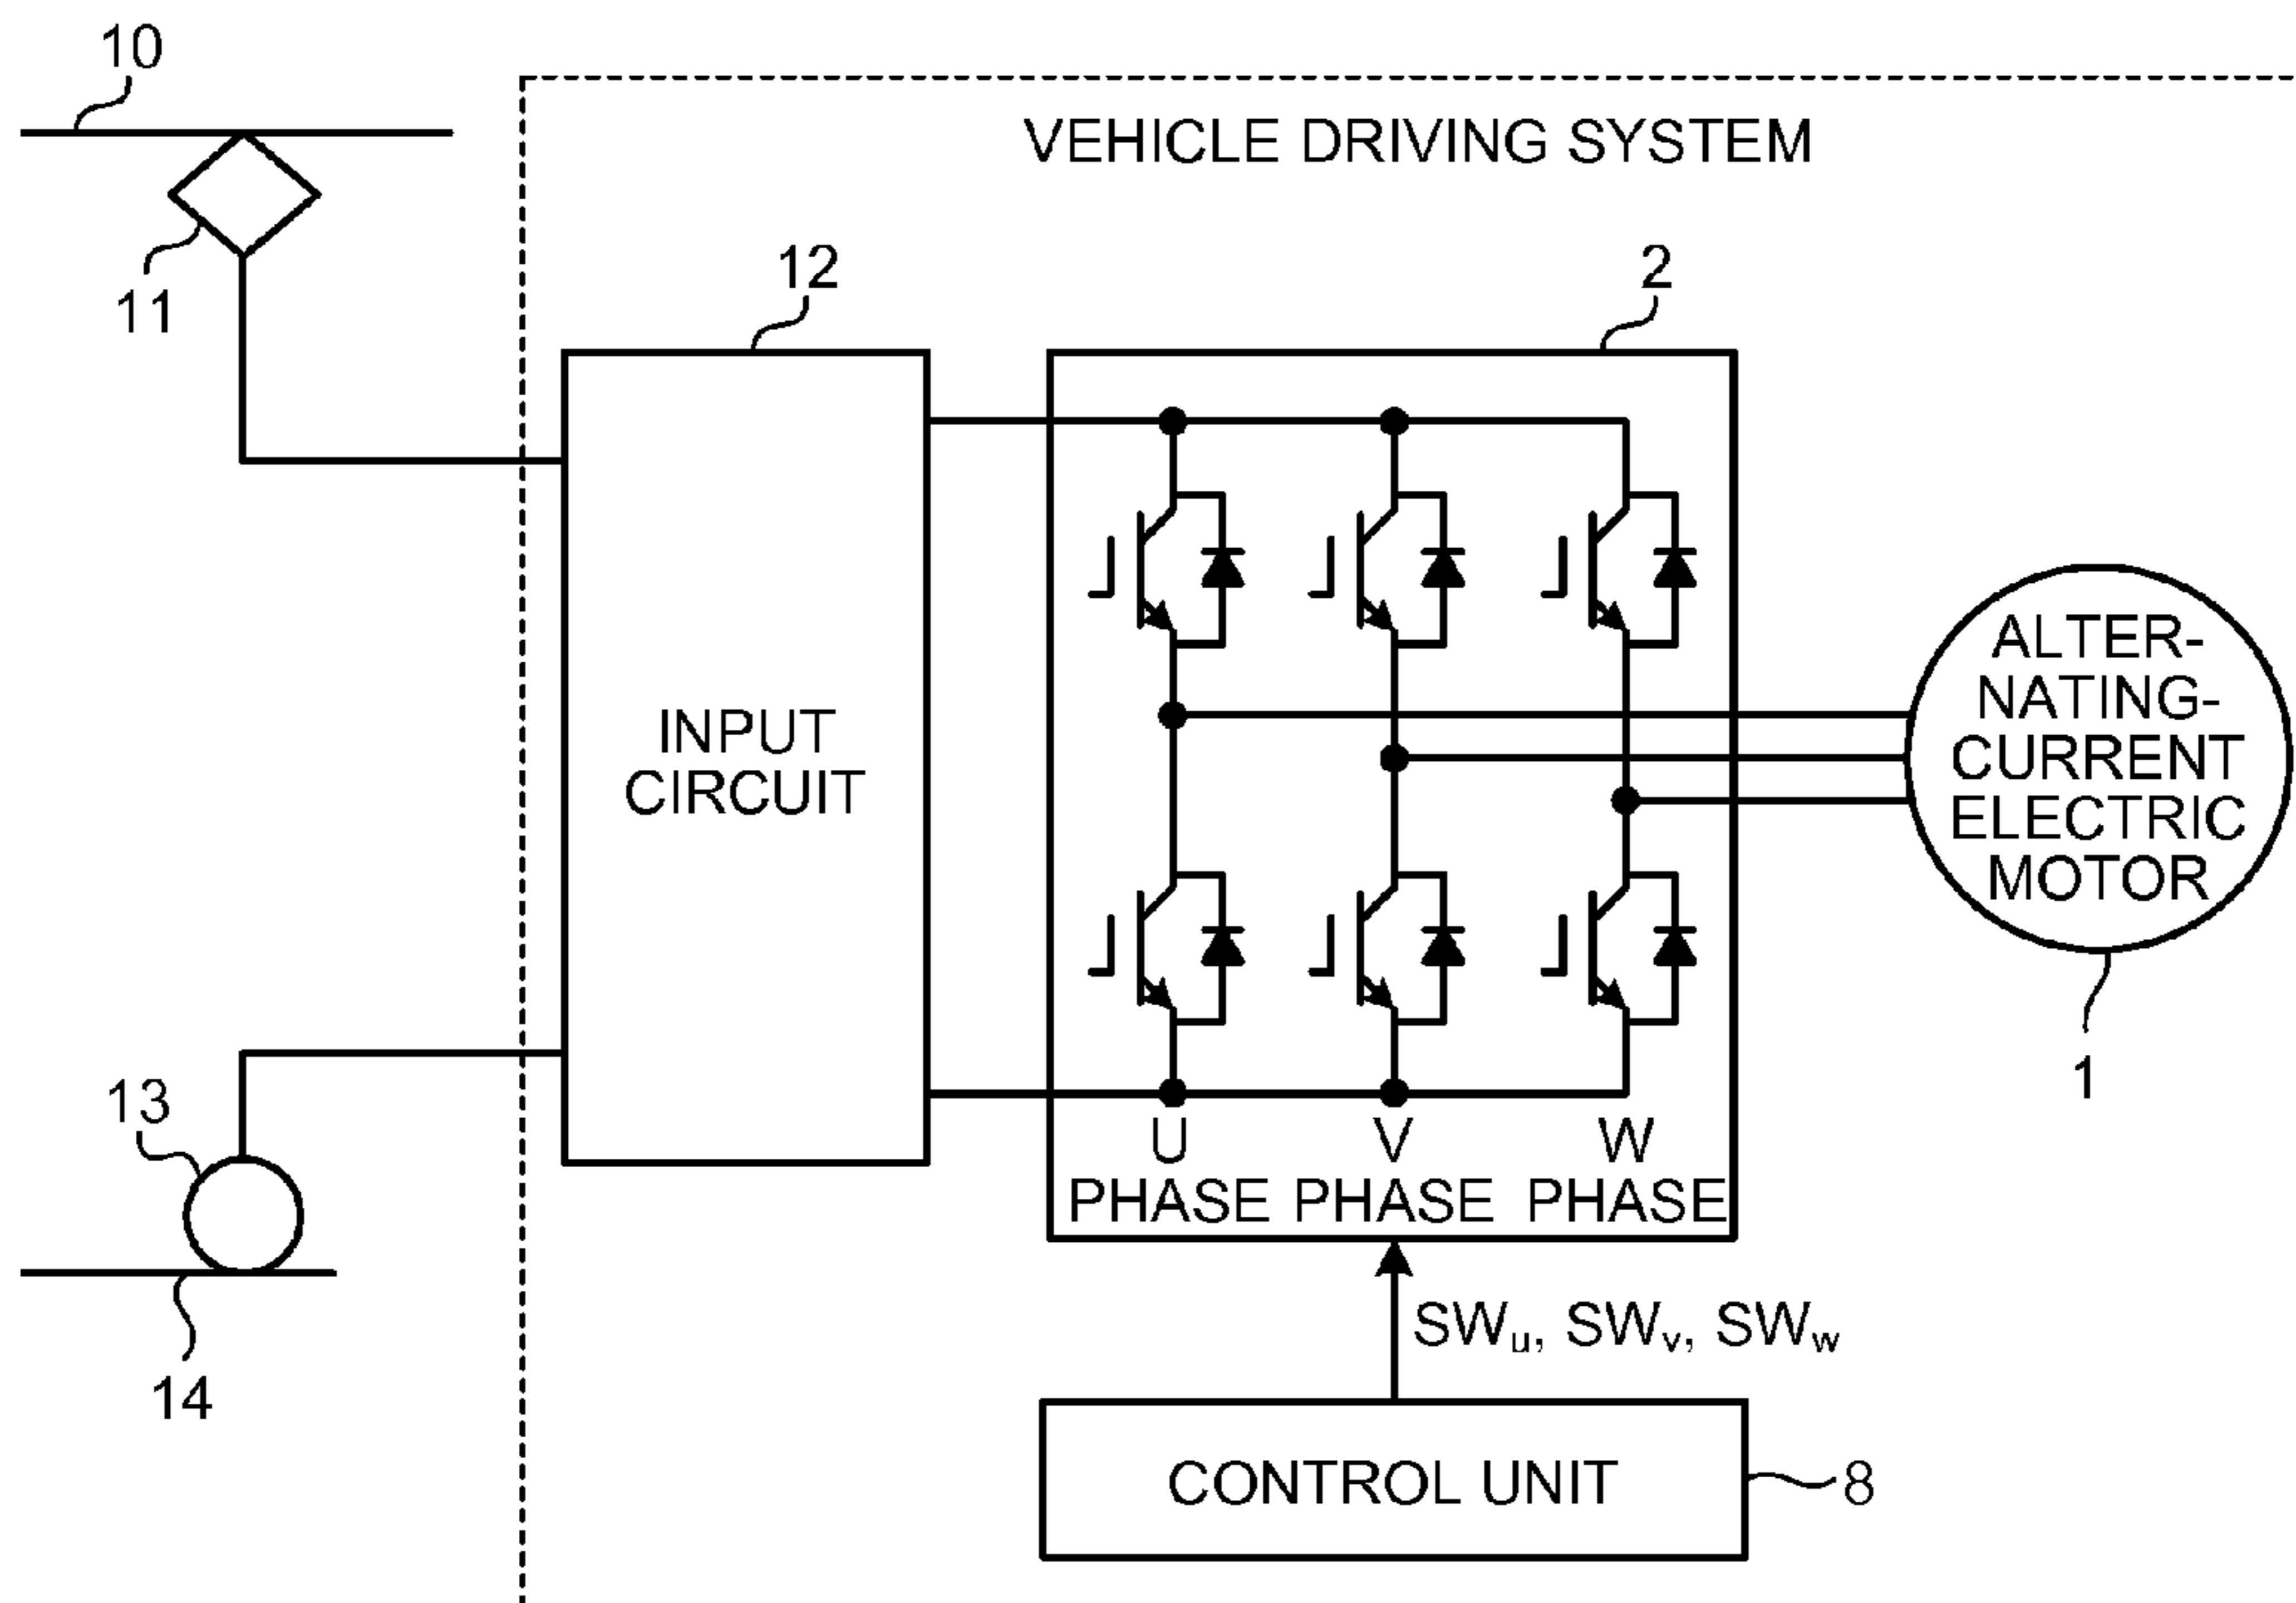 10
VEHICLE DRIVING SYSTEM
11
12
2
INPUT
CIRCUIT
ALTER-
NATING-
CURRENT
ELECTRIC
MOTOR
1
13
U PHASE
V PHASE
W PHASE
14
SWu, SWv, SWw
CONTROL UNIT
8